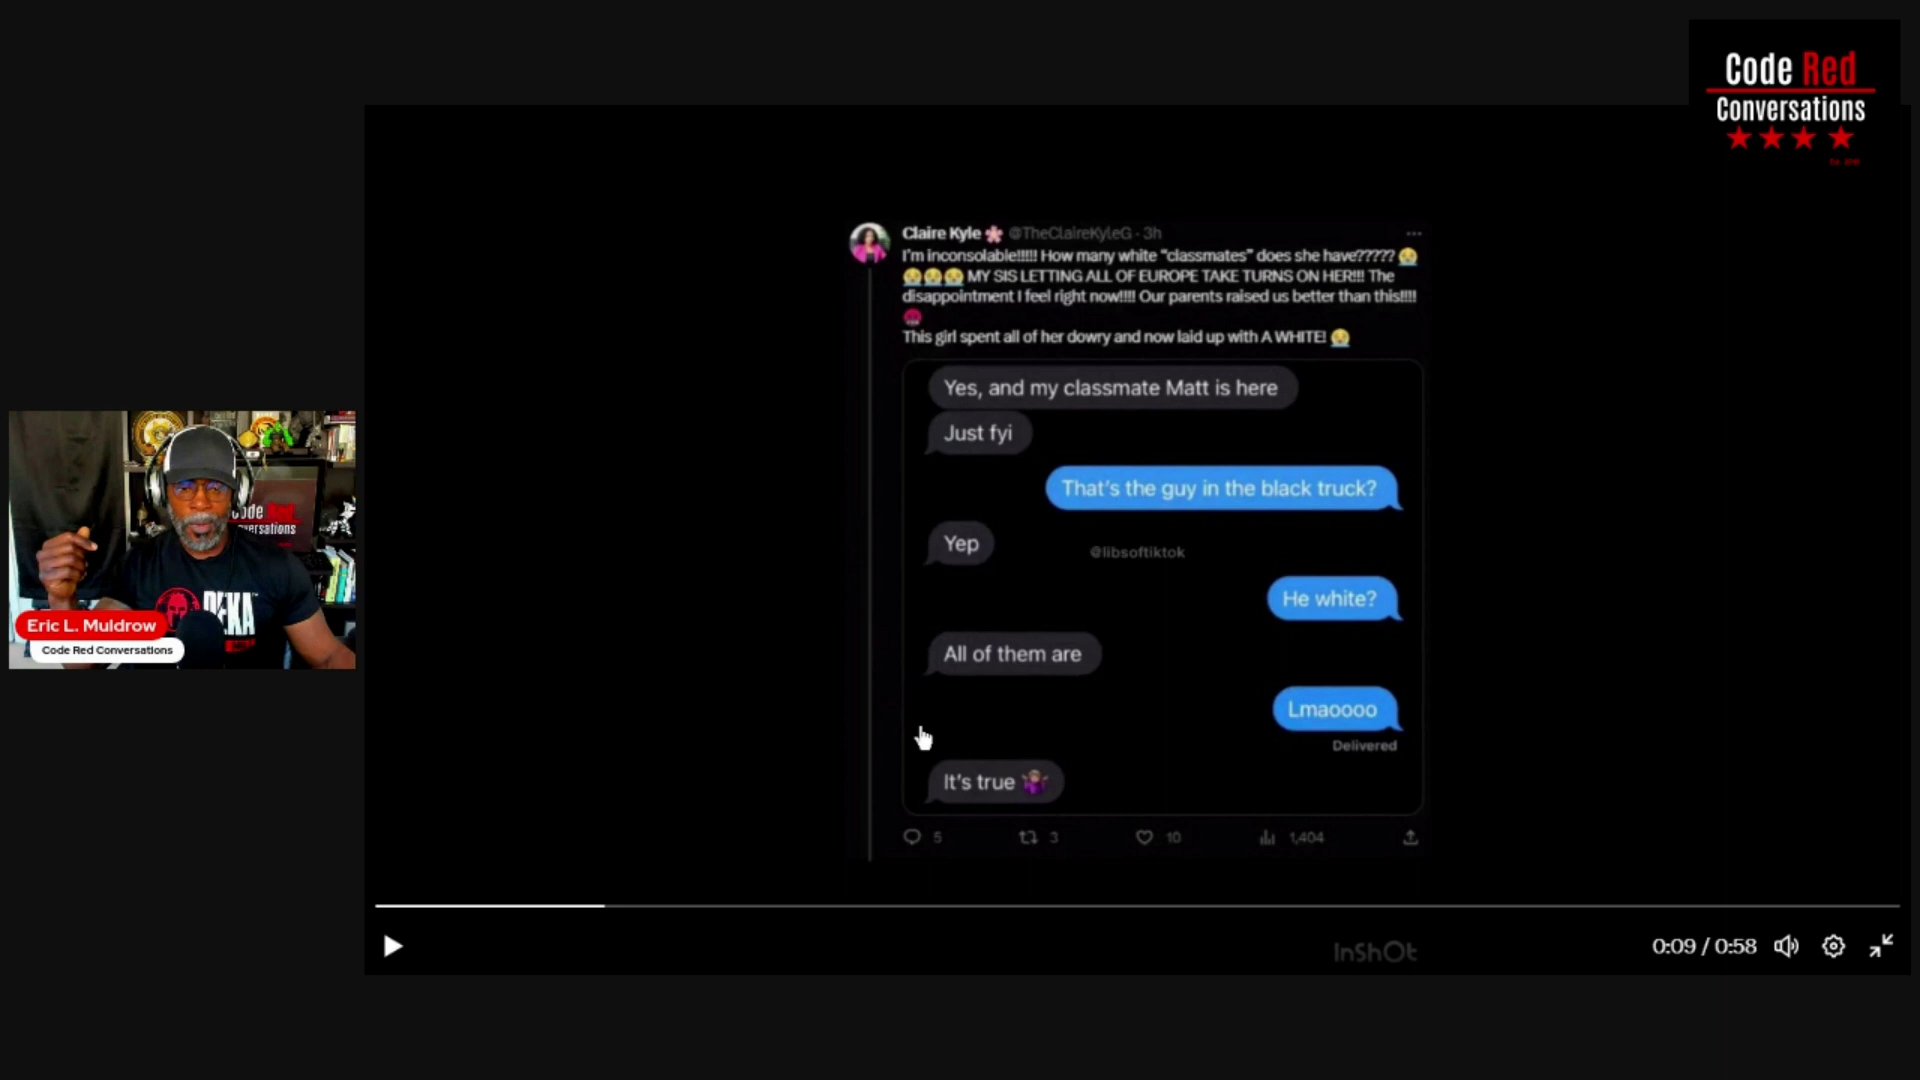 Code Red
Conversations
Claire Kyle @TheClaireKyleG · 3h
I'm inconsolable!!!!! How many white "classmates" does she have?????
MY SIS LETTING ALL OF EUROPE TAKE TURNS ON HER!!! The
disappointment I feel right now!!!! Our parents raised us better than this!!!!
This girl spent all of her dowry and now laid up with A WHITE!
Yes, and my classmate Matt is here
Just fyi
That's the guy in the black truck?
Yep
@libsoftiktok
He white?
All of them are
Lmaoooo
Delivered
It's true
5 3 10 1,404
Code Red
Conversations
DEKA
Eric L. Muldrow
Code Red Conversations
0:09 / 0:58
InShOt